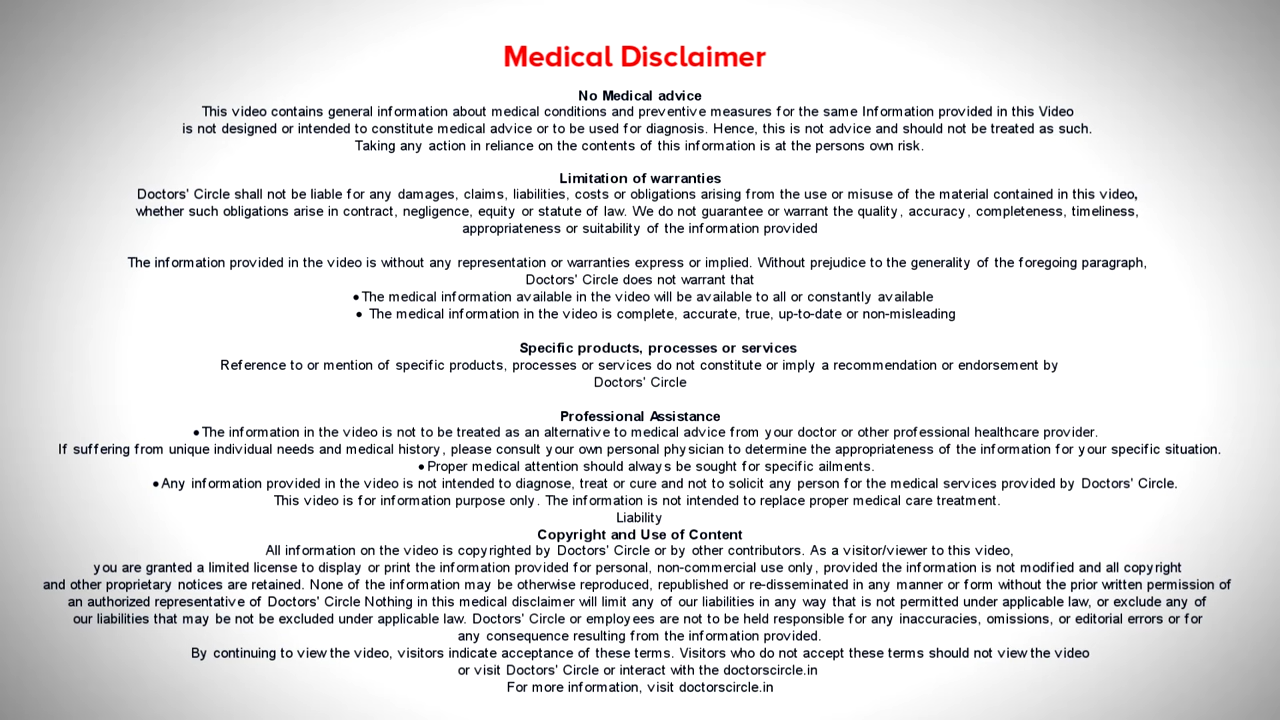 Medical Disclaimer
No Medical advice
This video contains general information about medical conditions and preventive measures for the same Information provided in this Video
is not designed or intended to constitute medical advice or to be used for diagnosis. Hence, this is not advice and should not be treated as such.
Taking any action in reliance on the contents of this information is at the persons own risk.
Limitation of warranties
Doctors' Circle shall not be liable for any damages, claims, liabilities, costs or obligations arising from the use or misuse of the material contained in this video,
whether such obligations arise in contract, negligence, equity or statute of law. We do not guarantee or warrant the quality, accuracy, completeness, timeliness,
appropriateness or suitability of the information provided
The information provided in the video is without any representation or warranties express or implied. Without prejudice to the generality of the foregoing paragraph,
Doctors' Circle does not warrant that
•The medical information available in the video will be available to all or constantly available
• The medical information in the video is complete, accurate, true, up-to-date or non-misleading
Specific products, processes or services
Reference to or mention of specific products, processes or services do not constitute or imply a recommendation or endorsement by
Doctors' Circle
Professional Assistance
•The information in the video is not to be treated as an alternative to medical advice from your doctor or other professional healthcare provider.
If suffering from unique individual needs and medical history, please consult your own personal physician to determine the appropriateness of the information for your specific situation.
•Proper medical attention should always be sought for specific ailments.
•Any information provided in the video is not intended to diagnose, treat or cure and not to solicit any person for the medical services provided by Doctors' Circle.
This video is for information purpose only. The information is not intended to replace proper medical care treatment.
Liability
Copyright and Use of Content
All information on the video is copyrighted by Doctors' Circle or by other contributors. As a visitor/viewer to this video,
you are granted a limited license to display or print the information provided for personal, non-commercial use only, provided the information is not modified and all copyright
and other proprietary notices are retained. None of the information may be otherwise reproduced, republished or re-disseminated in any manner or form without the prior written permission of
an authorized representative of Doctors' Circle Nothing in this medical disclaimer will limit any of our liabilities in any way that is not permitted under applicable law, or exclude any of
our liabilities that may be not be excluded under applicable law. Doctors' Circle or employees are not to be held responsible for any inaccuracies, omissions, or editorial errors or for
any consequence resulting from the information provided.
By continuing to view the video, visitors indicate acceptance of these terms. Visitors who do not accept these terms should not view the video
or visit Doctors' Circle or interact with the doctorscircle.in
For more information, visit doctorscircle.in